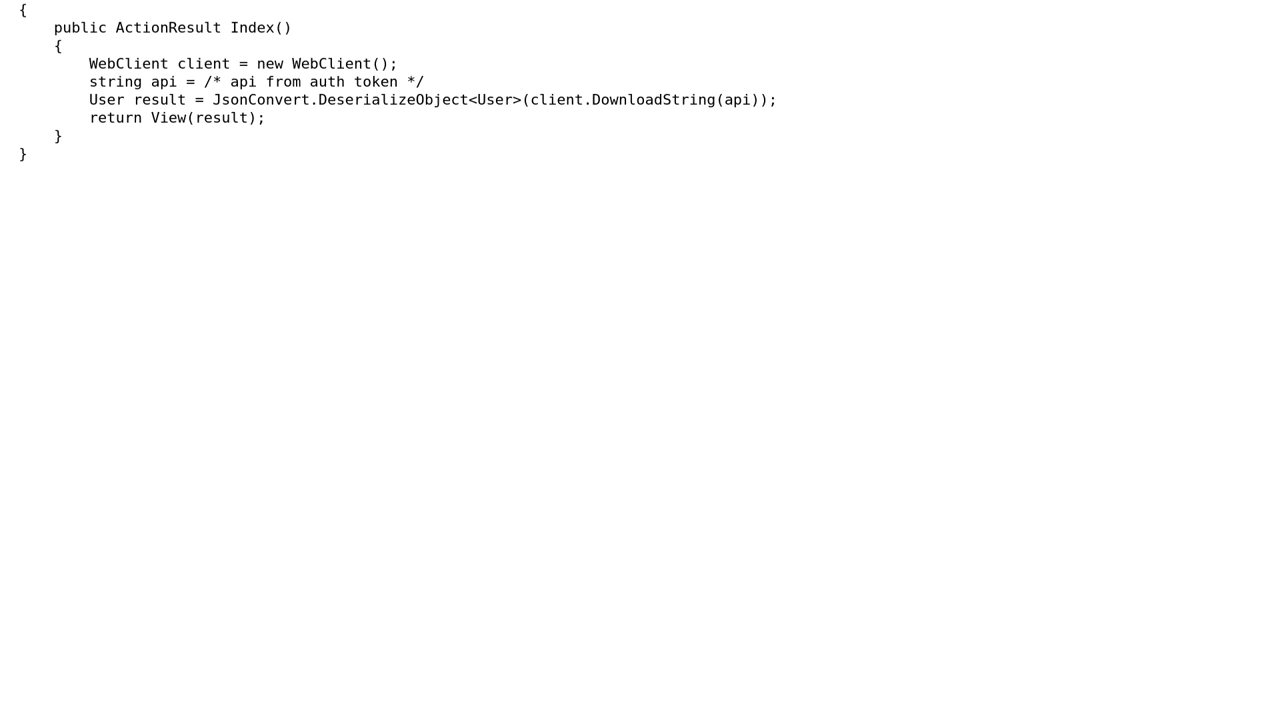 {
    public ActionResult Index()
    {
        WebClient client = new WebClient();
        string api = /* api from auth token */
        User result = JsonConvert.DeserializeObject<User>(client.DownloadString(api));
        return View(result);
    }
}